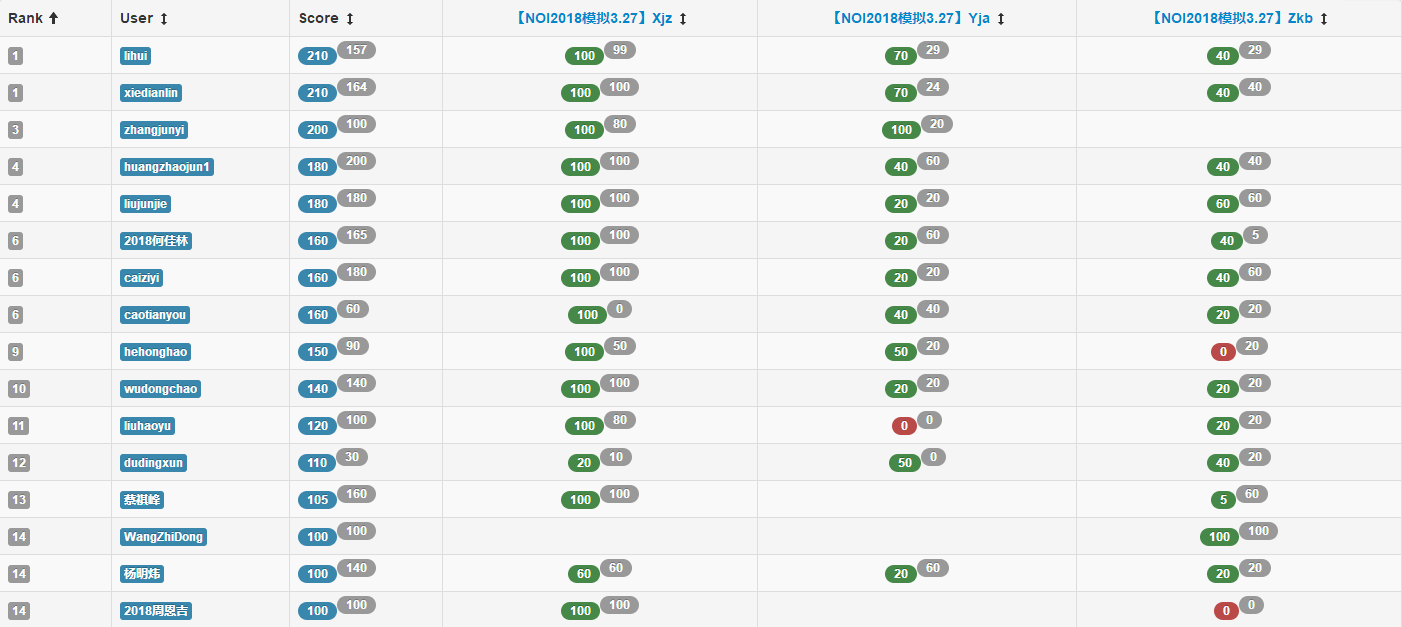 Rank User Score 【NOI2018模拟3.27】Xjz 【NOI2018模拟3.27】Yja 【NOI2018模拟3.27】Zkb
1 lihui 210 157 100 99 70 29 40 29
1 xiedianlin 210 164 100 100 70 24 40 40
3 zhangjunyi 200 100 100 80 100 20
4 huangzhaojun1 180 200 100 100 40 60 40 40
4 liujunjie 180 180 100 100 20 20 60 60
6 2018何佳林 160 165 100 100 20 60 40 5
6 caiziyi 160 180 100 100 20 20 40 60
6 caotianyou 160 60 100 0 40 40 20 20
9 hehonghao 150 90 100 50 50 20 0 20
10 wudongchao 140 140 100 100 20 20 20 20
11 liuhaoyu 120 100 100 80 0 0 20 20
12 dudingxun 110 30 20 10 50 0 40 20
13 蔡祺峰 105 160 100 100 5 60
14 WangZhiDong 100 100 100 100
14 杨明炜 100 140 60 60 20 60 20 20
14 2018周恩吉 100 100 100 100 0 0